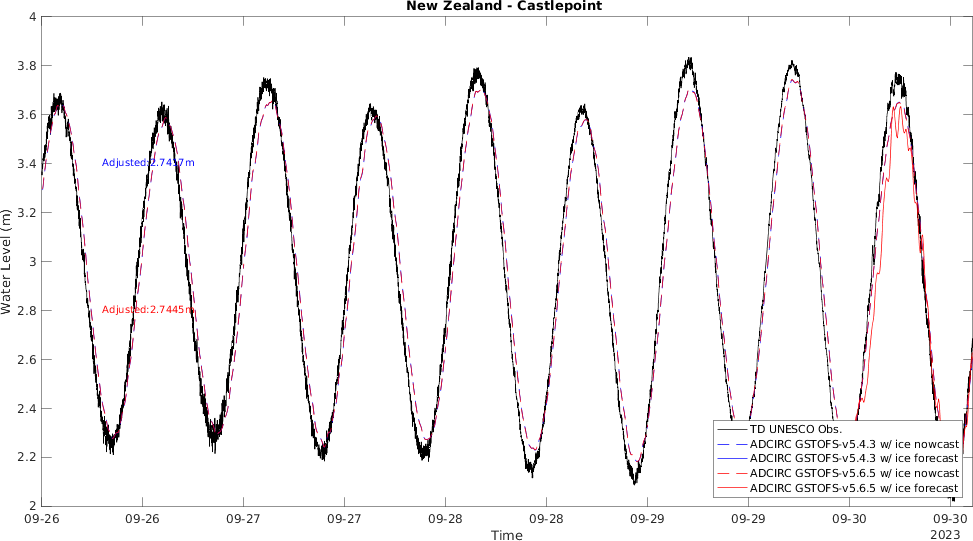 New Zealand - Castlepoint
4
3.8
3.6
3.4
3.2
3
2.8
2.6
2.4
2.2
2
Water Level (m)
Adjusted:2.7437m
Adjusted:2.7445m
TD UNESCO Obs.
ADCIRC GSTOFS-v5.4.3 w/ ice nowcast
ADCIRC GSTOFS-v5.4.3 w/ ice forecast
ADCIRC GSTOFS-v5.6.5 w/ ice nowcast
ADCIRC GSTOFS-v5.6.5 w/ ice forecast
09-26 09-26 09-27 09-27 09-28 09-28 09-29 09-29 09-30 09-30
2023
Time